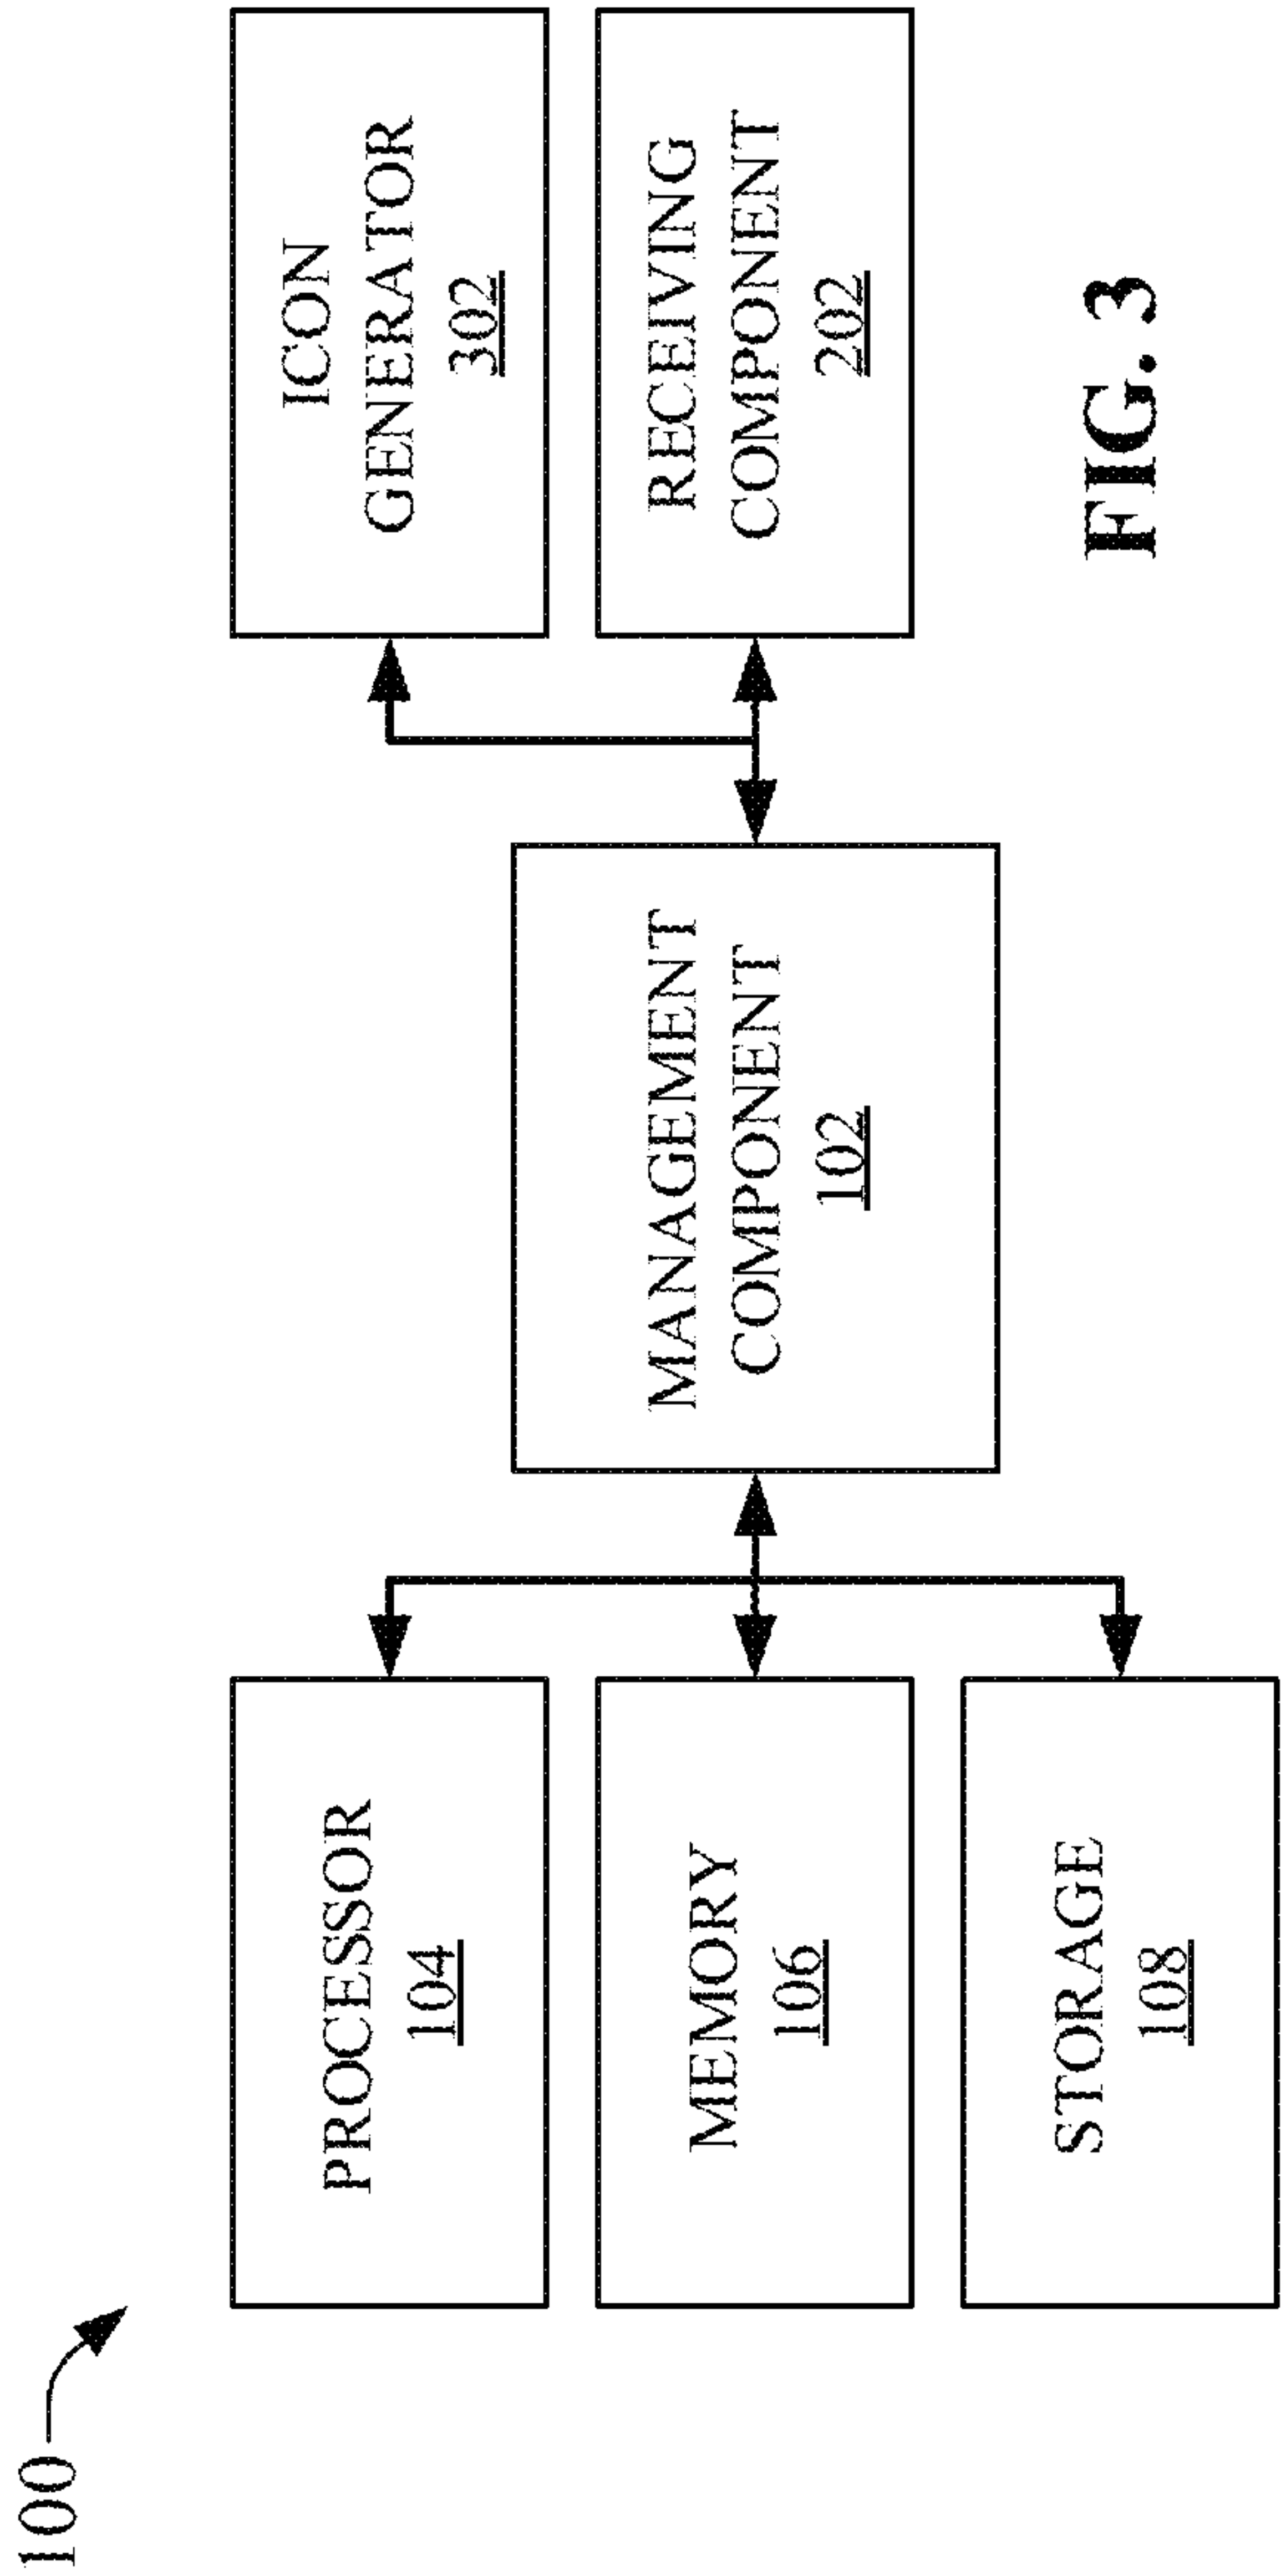 100
PROCESSOR
104
MEMORY
106
STORAGE
108
MANAGEMENT
COMPONENT
102
ICON
GENERATOR
302
RECEIVING
COMPONENT
202
FIG. 3